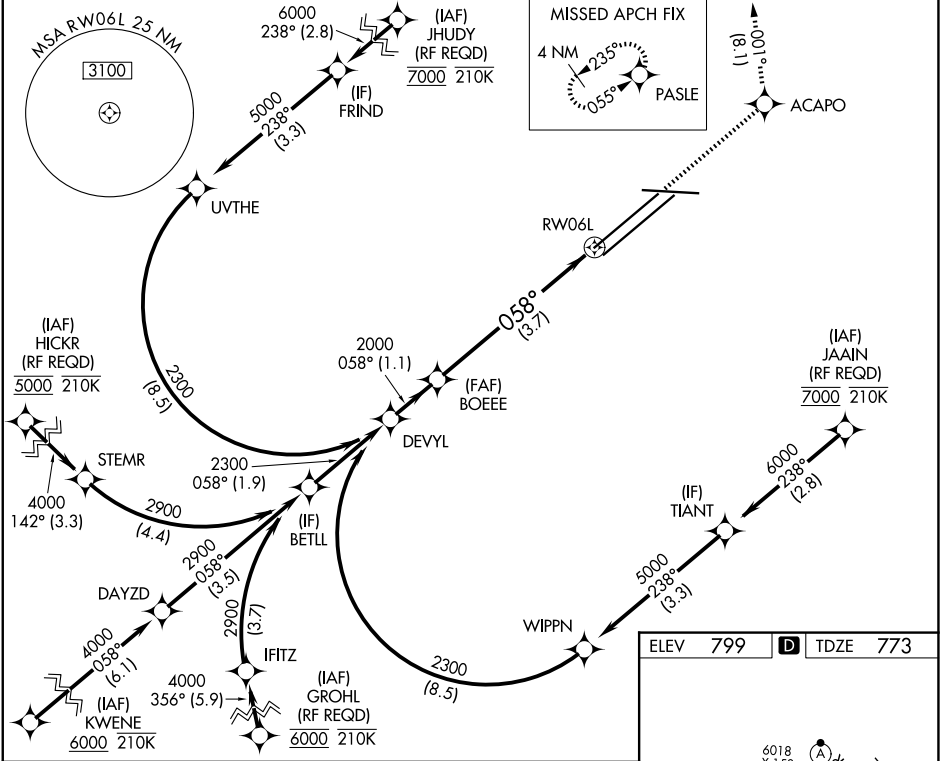 MSA RW06L 25 NM
3100
6000
238° (2.8)
(IAF)
JHUDY
(RF REQD)
7000 210K
(IF)
FRIND
5000
238°
(3.3)
UVTHE
MISSED APCH FIX
4 NM
235°
055°
PASLE
001°
(8.1)
ACAPO
RW06L
058°
(3.7)
2300
(8.5)
2000
058° (1.1)
(FAF)
BOEEE
DEVYL
(IAF)
HICKR
(RF REQD)
5000 210K
STEMR
4000
142° (3.3)
2900
(4.4)
2300
058° (1.9)
(IF)
BETLL
2900
058°
(3.5)
DAYZD
4000
058°
(6.1)
(IAF)
KWENE
6000 210K
2900
(3.7)
IFITZ
4000
356° (5.9)
(IAF)
GROHL
(RF REQD)
6000 210K
(IAF)
JAAIN
(RF REQD)
7000 210K
6000
238°
(2.8)
(IF)
TIANT
5000
238°
(3.3)
WIPPN
2300
(8.5)
ELEV 799 D TDZE 773
6018
A